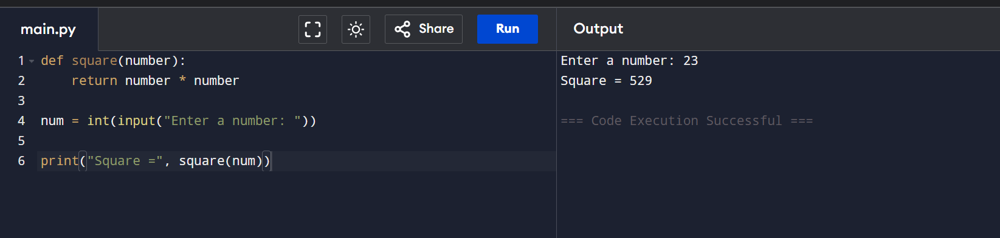 main.py Share Run Output
1 def square(number):
2     return number * number
3
4 num = int(input("Enter a number: "))
5
6 print("Square =", square(num))
Enter a number: 23
Square = 529
=== Code Execution Successful ===